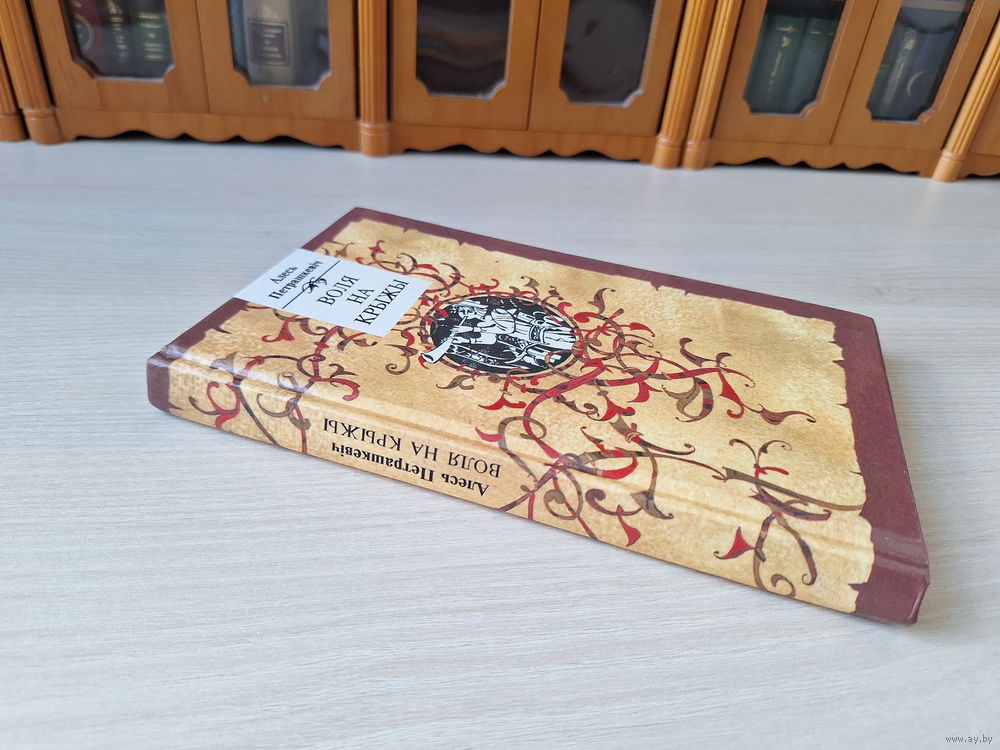 Алесь
Петрашкевіч
ВОЛЯ
НА
КРЫЖЫ
Алесь Петрашкевіч
ВОЛЯ НА КРЫЖЫ
www.ay.by